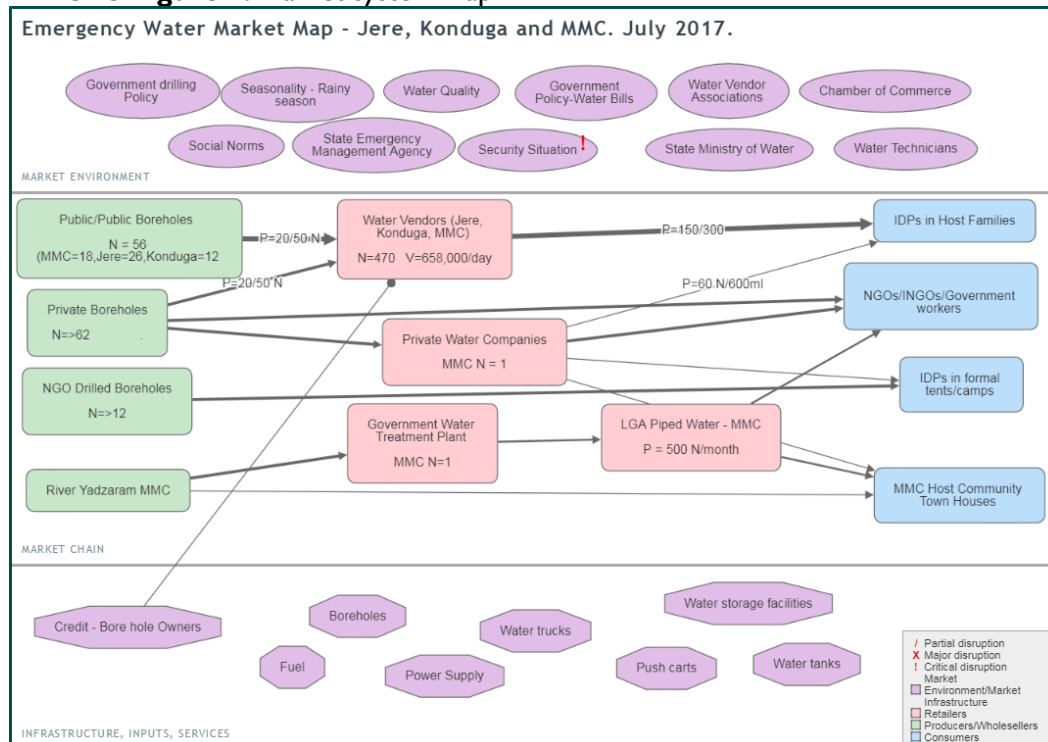 Emergency Water Market Map - Jere, Konduga and MMC. July 2017.
Government drilling
Policy
Seasonality - Rainy
season
Water Quality
Government
Policy-Water Bills
Water Vendor
Associations
Chamber of Commerce
Social Norms
State Emergency
Management Agency
Security Situation !
State Ministry of Water
Water Technicians
MARKET ENVIRONMENT
Public/Public Boreholes
N = 56
(MMC=18,Jere=26,Konduga=12
P=20/50 N
Water Vendors (Jere,
Konduga, MMC)
N=470 V=658,000/day
P=150/300
IDPs in Host Families
P=20/50 N
P=60 N/600ml
Private Boreholes
N=>62 .
NGOs/INGOs/Government
workers
Private Water Companies
MMC N = 1
NGO Drilled Boreholes
N=>12
IDPs in formal
tents/camps
Government Water
Treatment Plant
MMC N=1
LGA Piped Water - MMC
P = 500 N/month
River Yadzaram MMC
MMC Host Community
Town Houses
MARKET CHAIN
Credit - Bore hole Owners
Boreholes
Water trucks
Water storage facilities
Fuel
Power Supply
Push carts
Water tanks
/ Partial disruption
X Major disruption
! Critical disruption
Market
Environment/Market
Infrastructure
Retailers
Producers/Wholesellers
Consumers
INFRASTRUCTURE, INPUTS, SERVICES